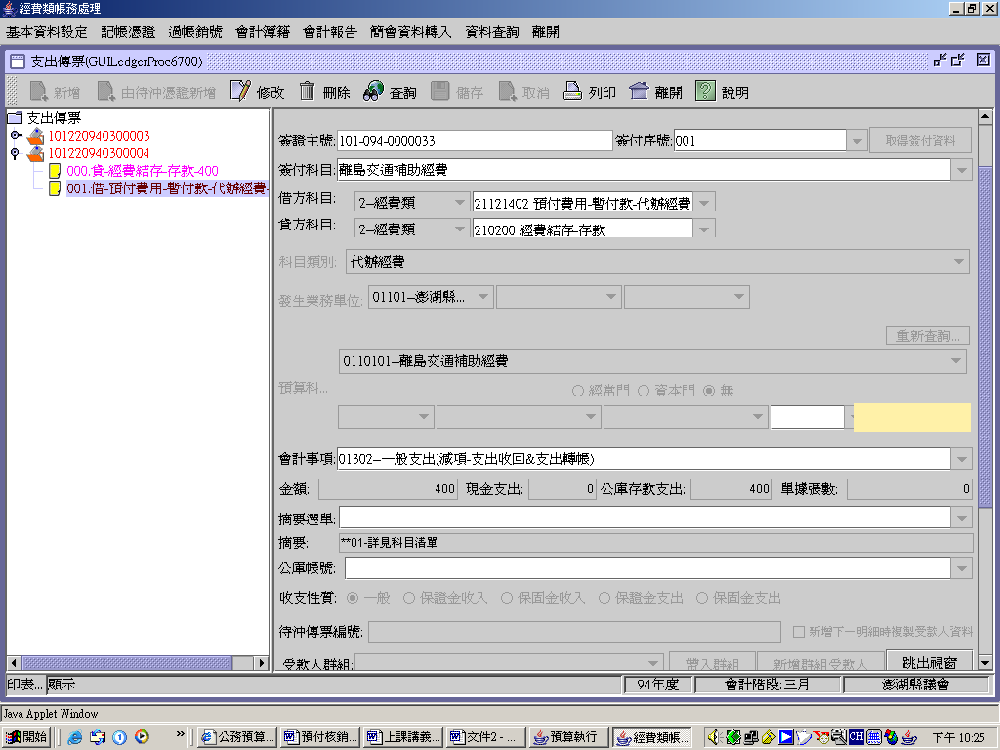 經費類帳務處理
基本資料設定 記帳憑證 過帳銷號 會計簿籍 會計報告 簡會資料轉入 資料查詢 離開
支出傳票(GUILedgerProc6700)
新增 由待沖憑證新增 修改 刪除 查詢 儲存 取消 列印 離開 說明
支出傳票
101220940300003
101220940300004
000.貸-經費結存-存款-400
001.借-預付費用-暫付款-代辦經費-
簽證主號: 101-094-0000033 簽付序號: 001 取得簽付資料
簽付科目: 離島交通補助經費
借方科目: 2--經費類 21121402 預付費用-暫付款-代辦經費
貸方科目: 2--經費類 210200 經費結存-存款
科目類別: 代辦經費
發生業務單位: 01101--澎湖縣...
重新查詢...
0110101--離島交通補助經費
預算科...
經常門 資本門 無
會計事項: 01302--一般支出(減項-支出收回&支出轉帳)
金額: 400 現金支出: 0 公庫存款支出: 400 單據張數: 0
摘要選單:
摘要: **01-詳見科目清單
公庫帳號:
收支性質: 一般 保證金收入 保固金收入 保證金支出 保固金支出
待沖傳票編號: 新增下一明細時複製受款人資料
受款人群組: 帶入群組 新增群組受款人 跳出視窗
印表... 顯示 94年度 會計階段:三月 澎湖縣議會
Java Applet Window
開始 » 公務預算... 預付核銷... 上課講義... 文件2 - ... 預算執行 經費類帳... CH 下午 10:25